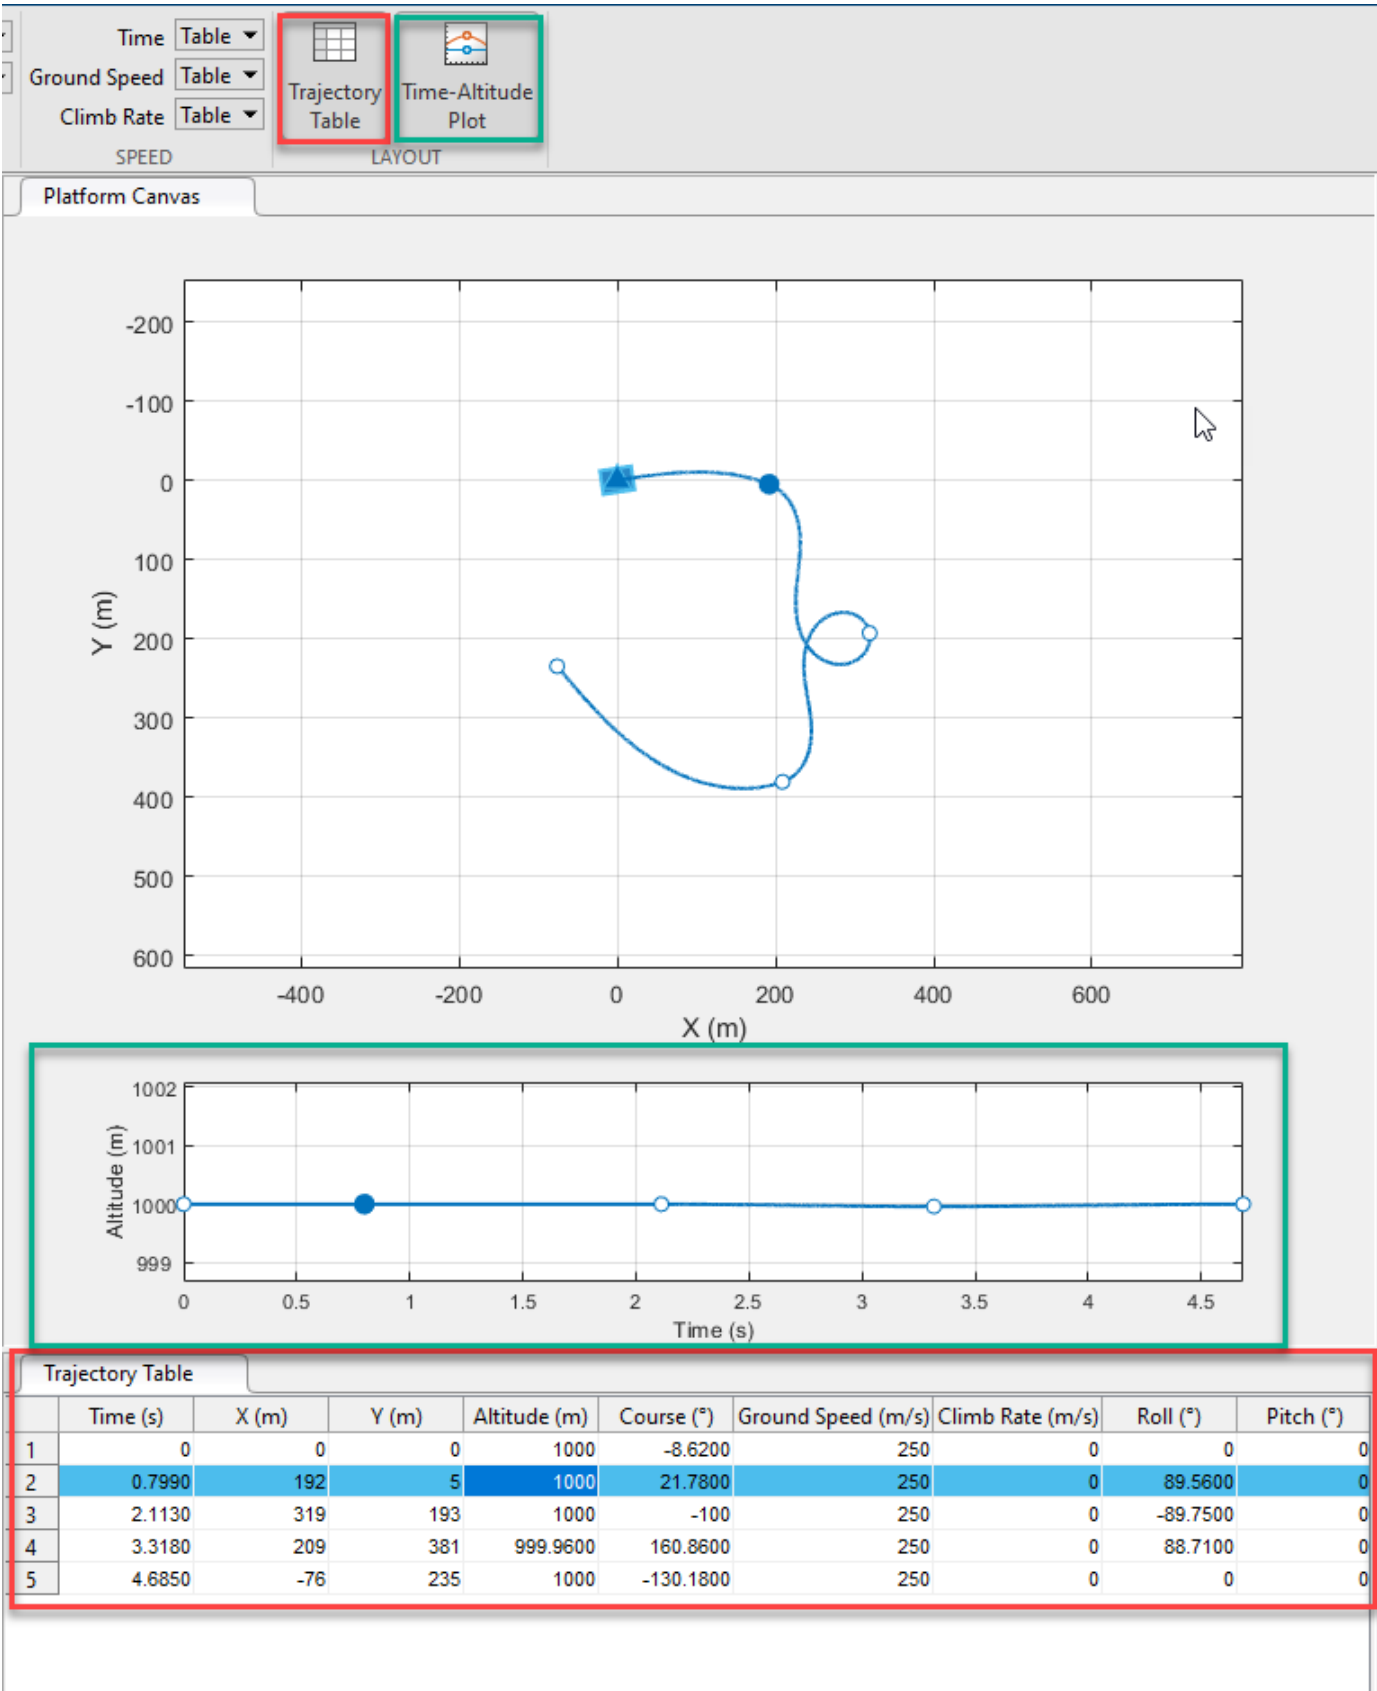 Time Table
Ground Speed Table
Climb Rate Table
SPEED
Trajectory
Table
Time-Altitude
Plot
LAYOUT
Platform Canvas
-200
-100
0
100
200
300
400
500
600
Y (m)
-400 -200 0 200 400 600
X (m)
1002
1001
1000
999
Altitude (m)
0 0.5 1 1.5 2 2.5 3 3.5 4 4.5
Time (s)
Trajectory Table
Time (s) X (m) Y (m) Altitude (m) Course (°) Ground Speed (m/s) Climb Rate (m/s) Roll (°) Pitch (°)
1 0 0 0 1000 -8.6200 250 0 0 0
2 0.7990 192 5 1000 21.7800 250 0 89.5600 0
3 2.1130 319 193 1000 -100 250 0 -89.7500 0
4 3.3180 209 381 999.9600 160.8600 250 0 88.7100 0
5 4.6850 -76 235 1000 -130.1800 250 0 0 0